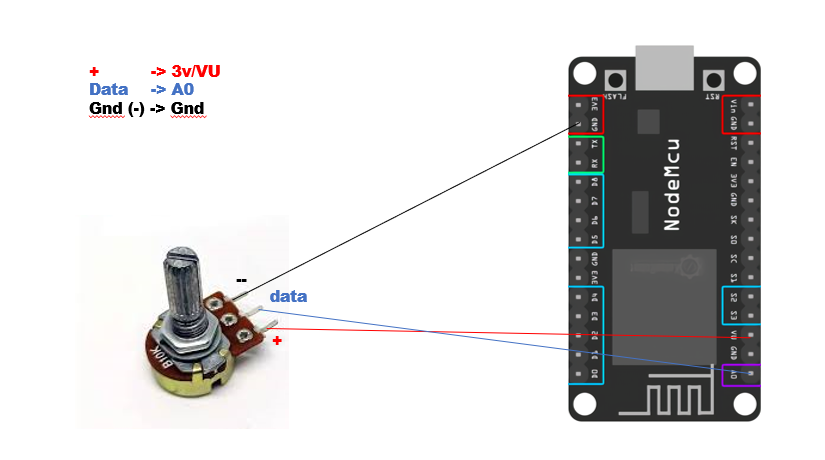 + -> 3v/VU
Data -> A0
Gnd (-) -> Gnd
--
data
+
B10K
FLASH
RST
3V3
GND
TX
RX
D8
D7
D6
D5
GND
3V3
D4
D3
D2
D1
D0
NodeMcu
Vin
GND
RST
EN
3V3
GND
SK
SO
SC
S1
S2
S3
VU
GND
A0